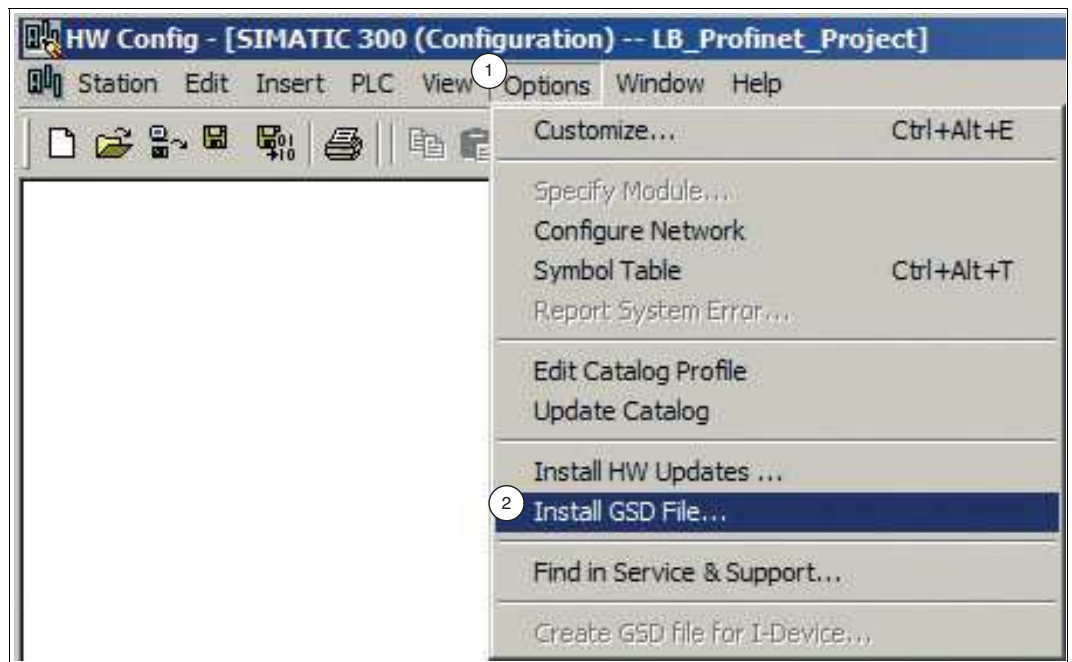 HW Config - [SIMATIC 300 (Configuration) -- LB_Profinet_Project]
Station Edit Insert PLC View 1 Options Window Help
Customize... Ctrl+Alt+E
Specify Module...
Configure Network
Symbol Table Ctrl+Alt+T
Report System Error...
Edit Catalog Profile
Update Catalog
Install HW Updates ...
2 Install GSD File...
Find in Service & Support...
Create GSD file for I-Device...